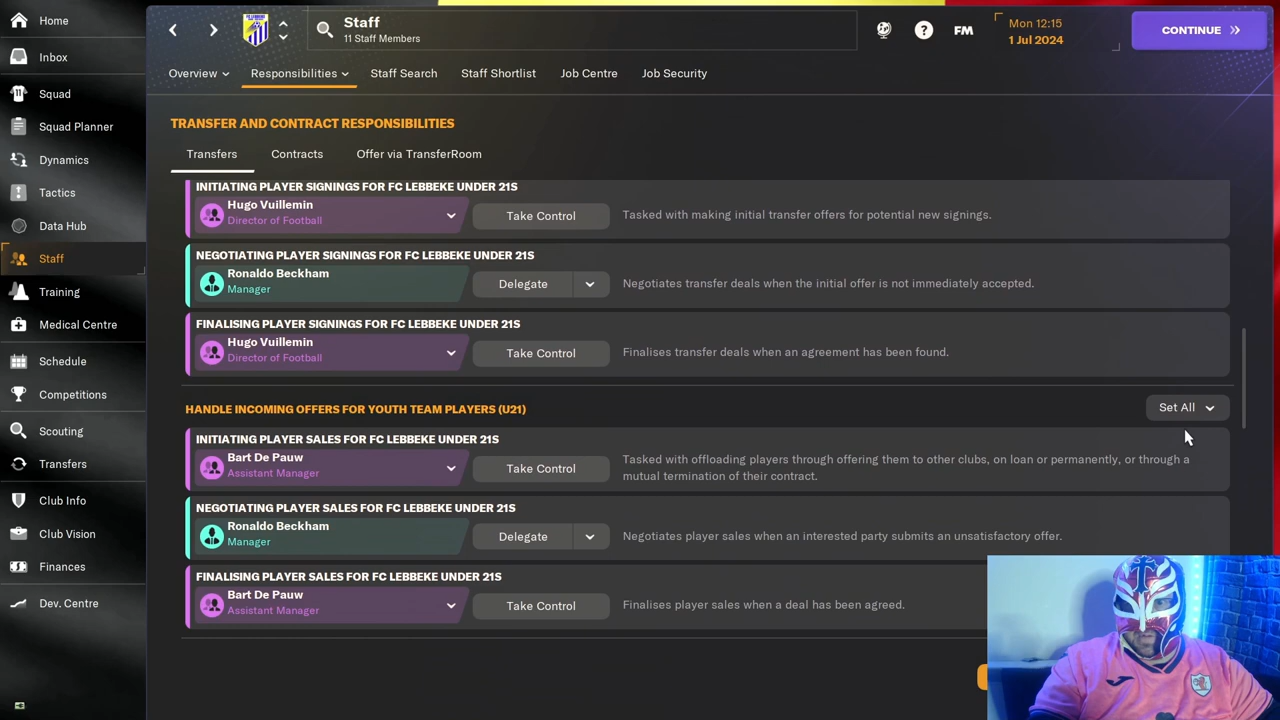 Home
Inbox
Squad
Squad Planner
Dynamics
Tactics
Data Hub
Staff
Training
Medical Centre
Schedule
Competitions
Scouting
Transfers
Club Info
Club Vision
Finances
Dev. Centre
Staff
11 Staff Members
?
FM
Mon 12:15
1 Jul 2024
CONTINUE
Overview
Responsibilities
Staff Search
Staff Shortlist
Job Centre
Job Security
TRANSFER AND CONTRACT RESPONSIBILITIES
Transfers
Contracts
Offer via TransferRoom
INITIATING PLAYER SIGNINGS FOR FC LEBBEKE UNDER 21S
Hugo Vuillemin
Director of Football
Take Control
Tasked with making initial transfer offers for potential new signings.
NEGOTIATING PLAYER SIGNINGS FOR FC LEBBEKE UNDER 21S
Ronaldo Beckham
Manager
Delegate
Negotiates transfer deals when the initial offer is not immediately accepted.
FINALISING PLAYER SIGNINGS FOR FC LEBBEKE UNDER 21S
Hugo Vuillemin
Director of Football
Take Control
Finalises transfer deals when an agreement has been found.
HANDLE INCOMING OFFERS FOR YOUTH TEAM PLAYERS (U21)
Set All
INITIATING PLAYER SALES FOR FC LEBBEKE UNDER 21S
Bart De Pauw
Assistant Manager
Take Control
Tasked with offloading players through offering them to other clubs, on loan or permanently, or through a
mutual termination of their contract.
NEGOTIATING PLAYER SALES FOR FC LEBBEKE UNDER 21S
Ronaldo Beckham
Manager
Delegate
Negotiates player sales when an interested party submits an unsatisfactory offer.
FINALISING PLAYER SALES FOR FC LEBBEKE UNDER 21S
Bart De Pauw
Assistant Manager
Take Control
Finalises player sales when a deal has been agreed.